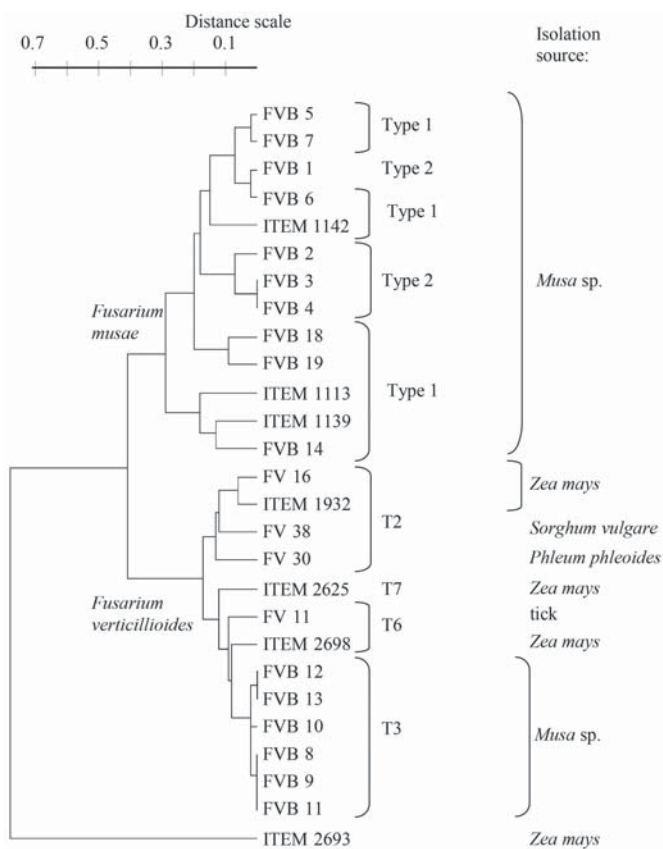 Distance scale
0.7 0.5 0.3 0.1
Isolation
source:
FVB 5
FVB 7
Type 1
FVB 1
Type 2
FVB 6
ITEM 1142
Type 1
FVB 2
FVB 3
FVB 4
Type 2
Musa sp.
Fusarium
musae
FVB 18
FVB 19
ITEM 1113
ITEM 1139
FVB 14
Type 1
FV 16
ITEM 1932
Zea mays
FV 38
T2
Sorghum vulgare
FV 30
Phleum phleoides
ITEM 2625
T7
Zea mays
Fusarium
verticillioides
FV 11
T6
tick
ITEM 2698
Zea mays
FVB 12
FVB 13
FVB 10
FVB 8
FVB 9
FVB 11
T3
Musa sp.
ITEM 2693
Zea mays